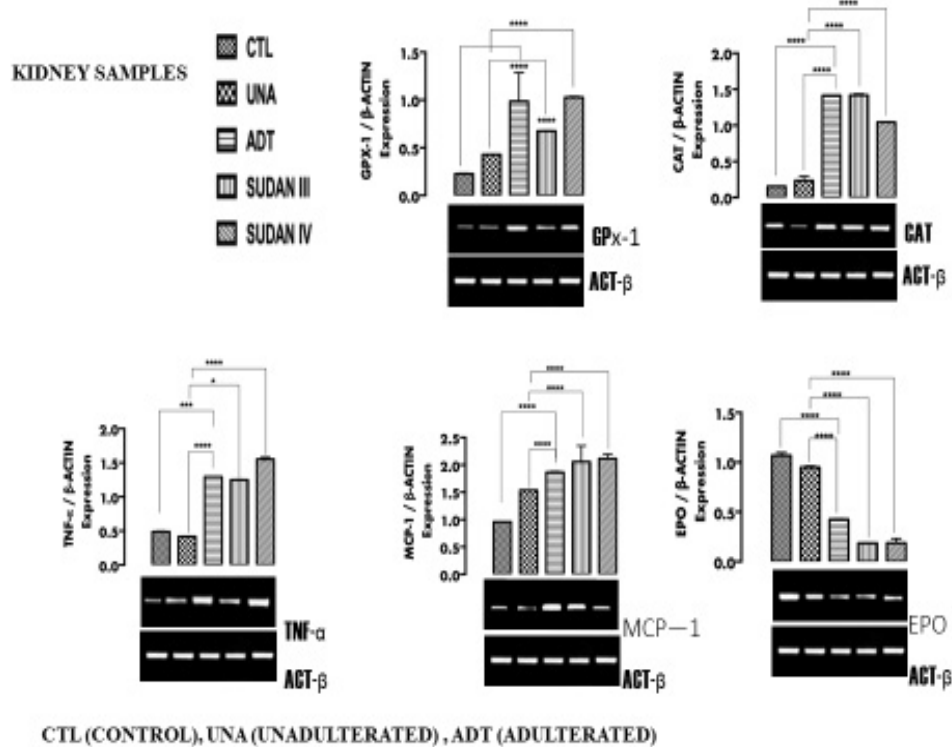 KIDNEY SAMPLES
CTL
UNA
ADT
SUDAN III
SUDAN IV
GPX-1 / β-ACTIN
Expression
1.5
1.0
0.5
0.0
****
****
****
GPx-1
ACT-β
CAT / β-ACTIN
Expression
2.0
1.5
1.0
0.5
0.0
****
****
****
****
CAT
ACT-β
TNF-α / β-ACTIN
Expression
2.0
1.5
1.0
0.5
0.0
****
*
***
****
TNF-α
ACT-β
MCP-1 / β-ACTIN
Expression
2.5
2.0
1.5
1.0
0.5
0.0
****
****
****
****
MCP—1
ACT-β
EPO / β-ACTIN
Expression
1.5
1.0
0.5
0.0
****
****
****
****
EPO
ACT-β
CTL (CONTROL), UNA (UNADULTERATED) , ADT (ADULTERATED)